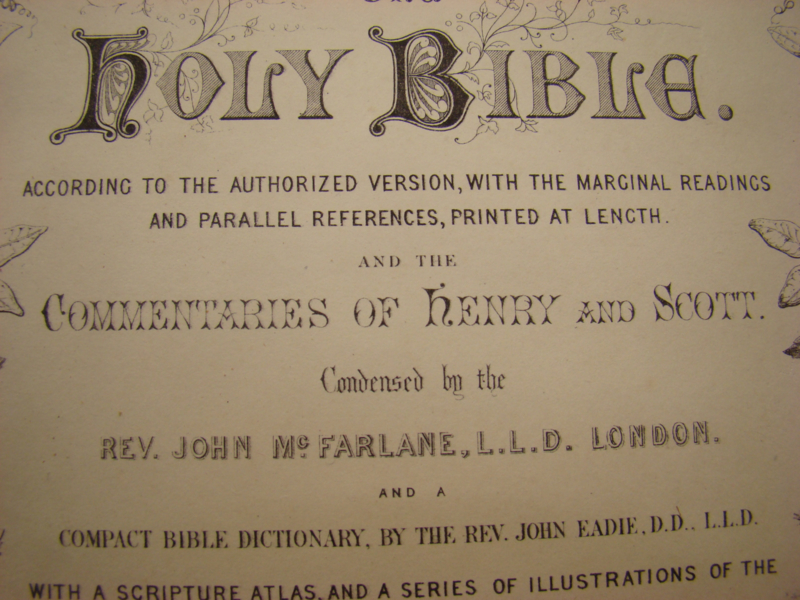 HOLY BIBLE.
ACCORDING TO THE AUTHORIZED VERSION, WITH THE MARGINAL READINGS
AND PARALLEL REFERENCES, PRINTED AT LENGTH.
AND THE
COMMENTARIES OF HENRY AND SCOTT.
Condensed by the
REV. JOHN Mc FARLANE, L.L.D. LONDON.
AND A
COMPACT BIBLE DICTIONARY, BY THE REV. JOHN EADIE, D.D., L.L.D.
WITH A SCRIPTURE ATLAS, AND A SERIES OF ILLUSTRATIONS OF THE